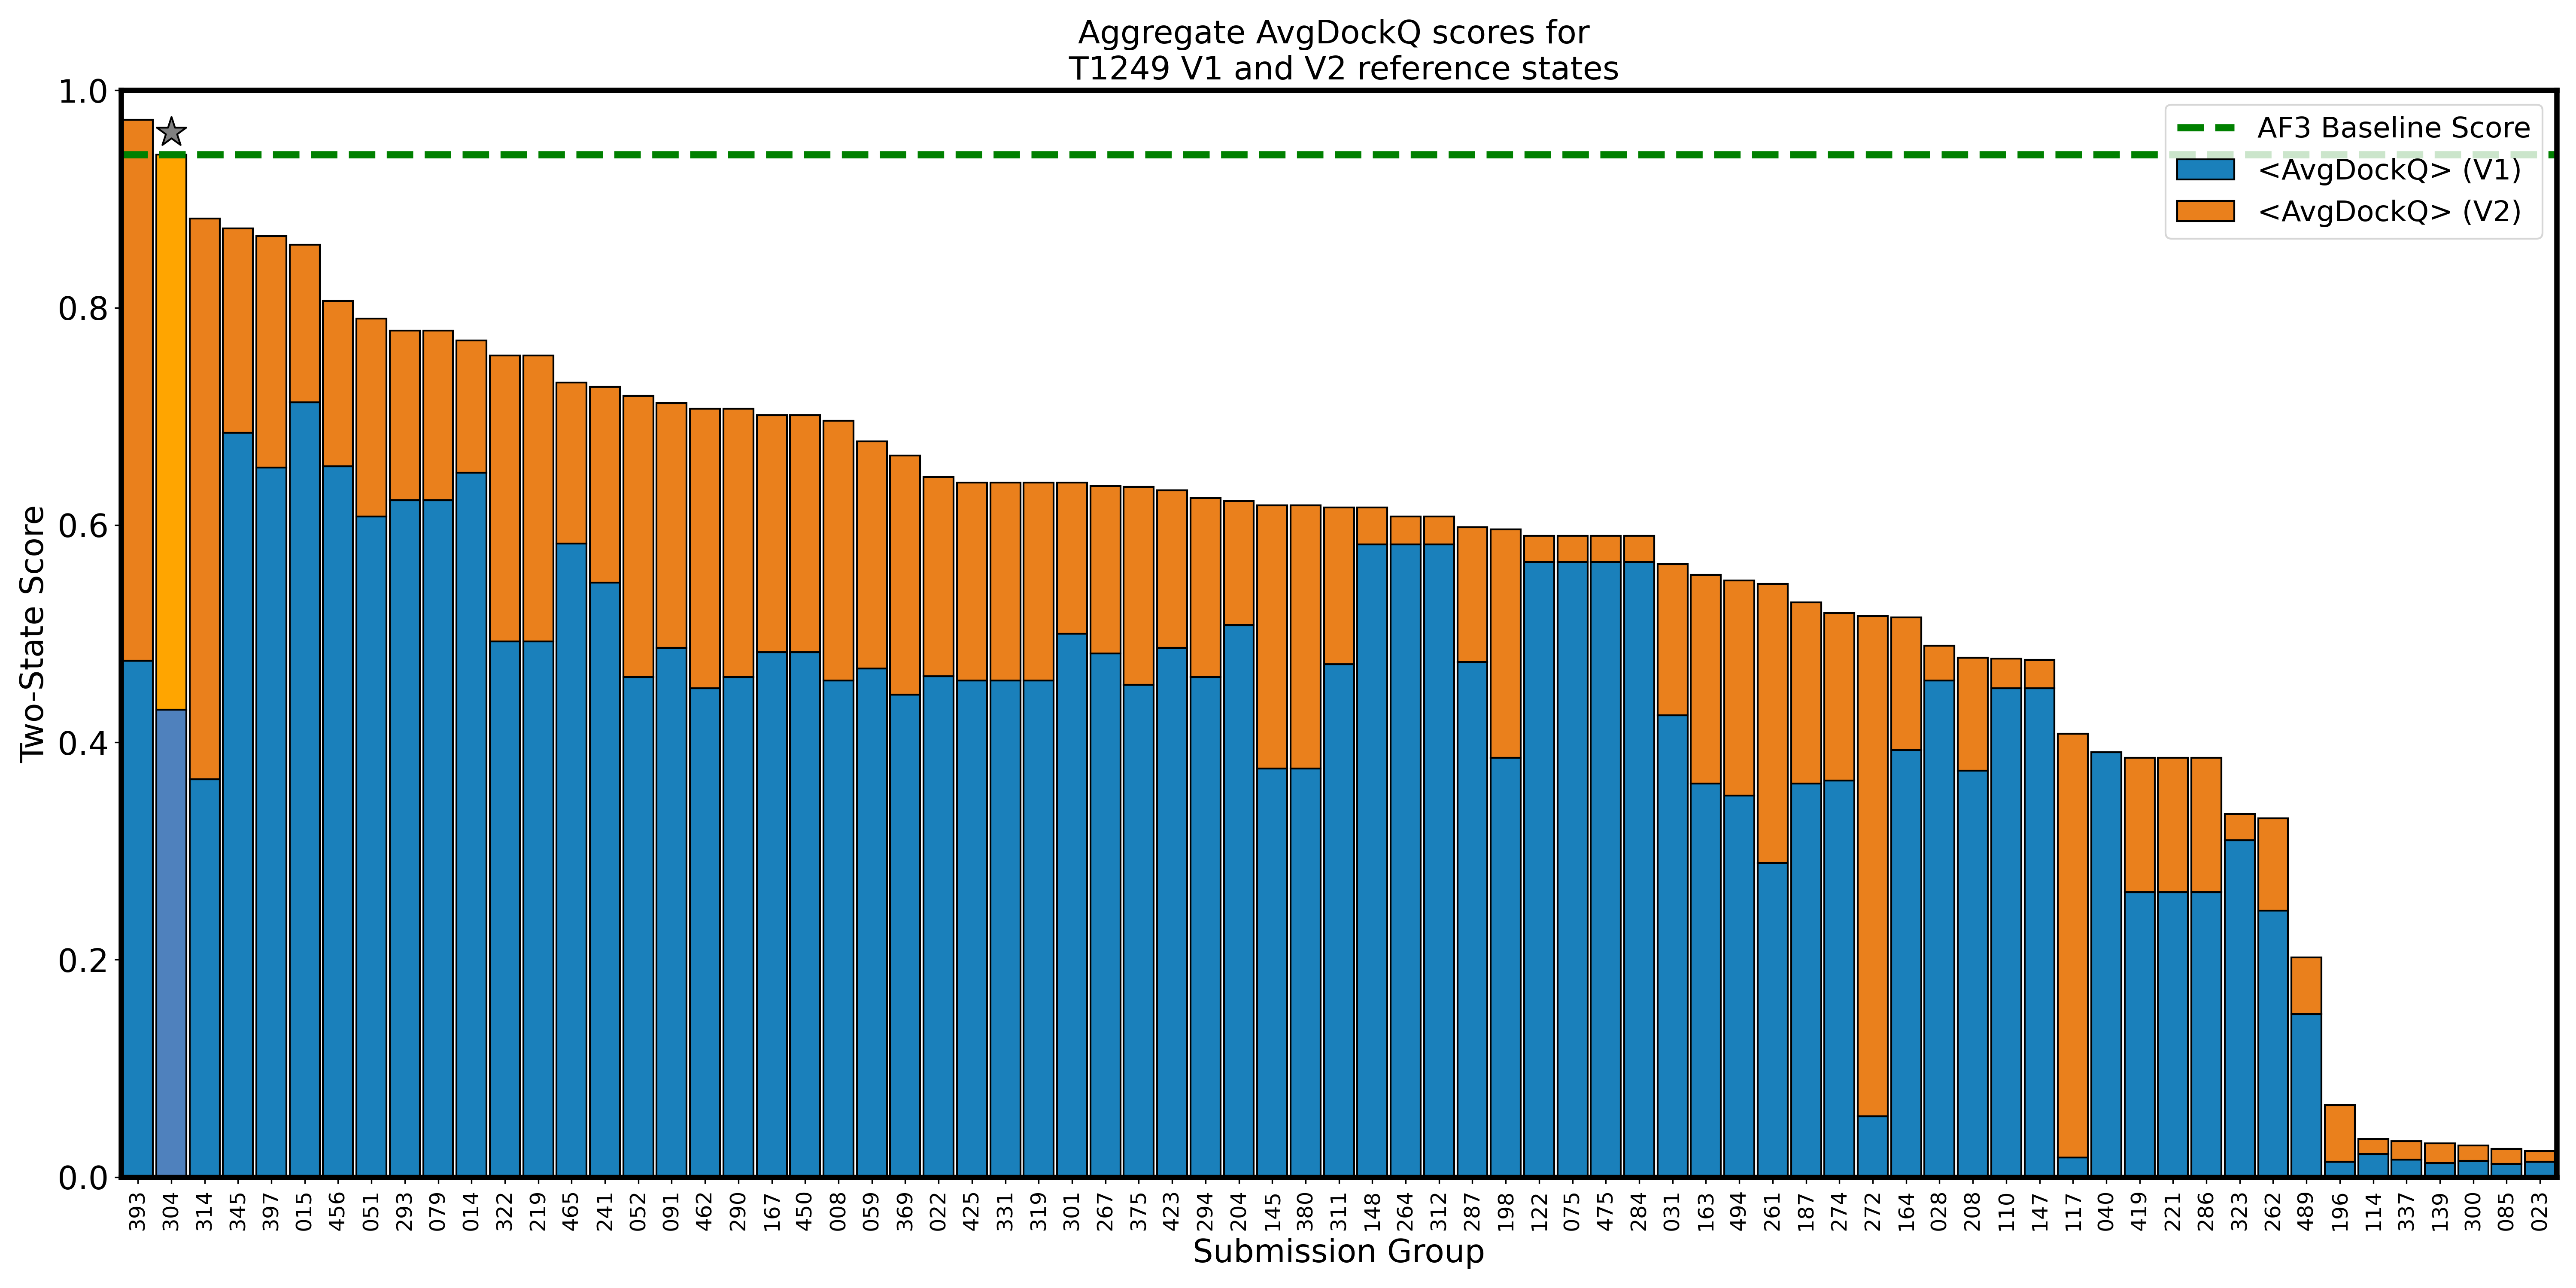 Aggregate AvgDockQ scores for
T1249 V1 and V2 reference states
AF3 Baseline Score
<AvgDockQ> (V1)
<AvgDockQ> (V2)
Two-State Score
1.0
0.8
0.6
0.4
0.2
0.0
393 304 314 345 397 015 456 051 293 079 014 322 219 465 241 052 091 462 290 167 450 008 059 369 022 425 331 319 301 267 375 423 294 204 145 380 311 148 264 312 287 198 122 075 475 284 031 163 494 261 187 274 272 164 028 208 110 147 117 040 419 221 286 323 262 489 196 114 337 139 300 085 023
Submission Group